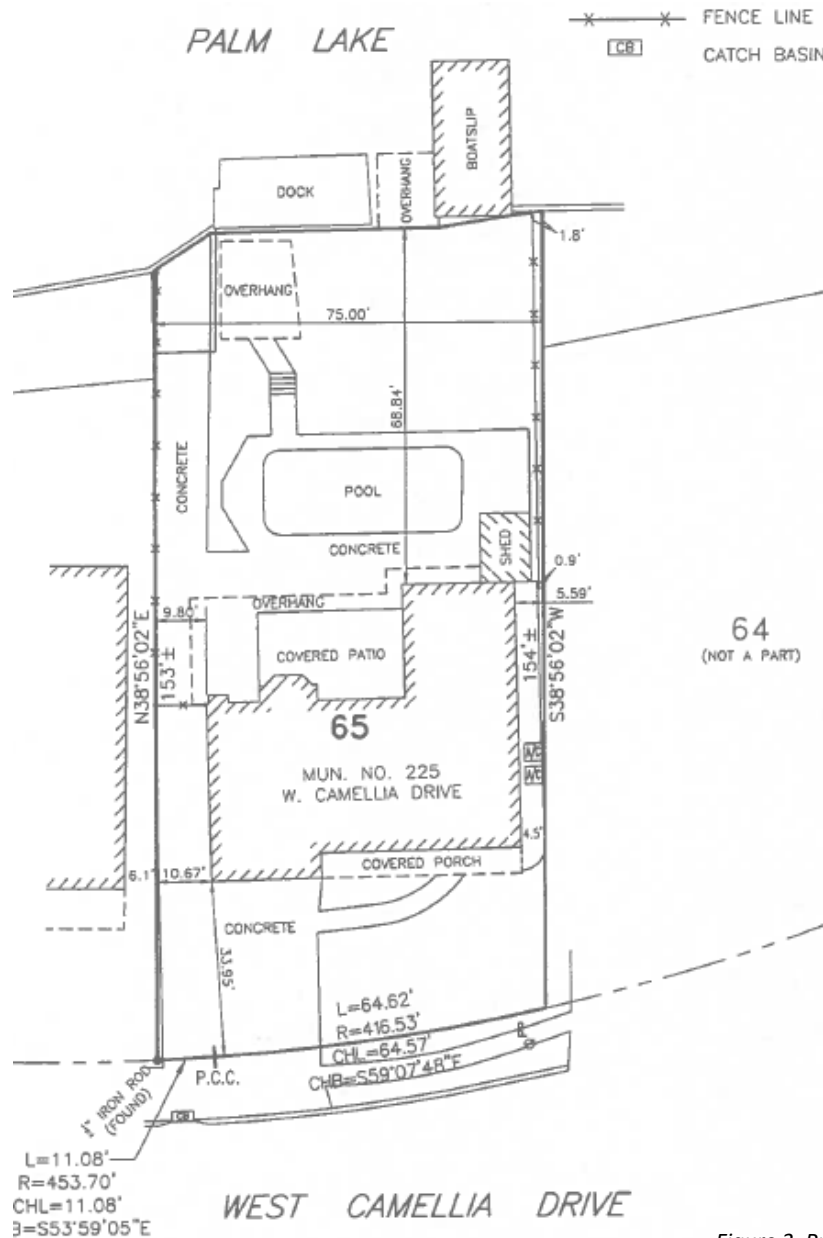 PALM LAKE
FENCE LINE
CB
CATCH BASIN
BOATSLIP
DOCK
OVERHANG
1.8'
OVERHANG
75.00'
68.84'
CONCRETE
POOL
CONCRETE
SHED
0.9'
5.59'
OVERHANG
9.80'
COVERED PATIO
N38°56'02"E
153'±
154'±
S38°56'02"W
64
(NOT A PART)
65
MUN. NO. 225
W. CAMELLIA DRIVE
A/C
A/C
4.5'
COVERED PORCH
6.1'
10.67'
CONCRETE
33.95'
L=64.62'
R=416.53'
CHL=64.57'
CHB=S59°07'48"E
P.C.C.
½" IRON ROD
(FOUND)
CB
L=11.08'
R=453.70'
CHL=11.08'
B=S53°59'05"E
WEST CAMELLIA DRIVE